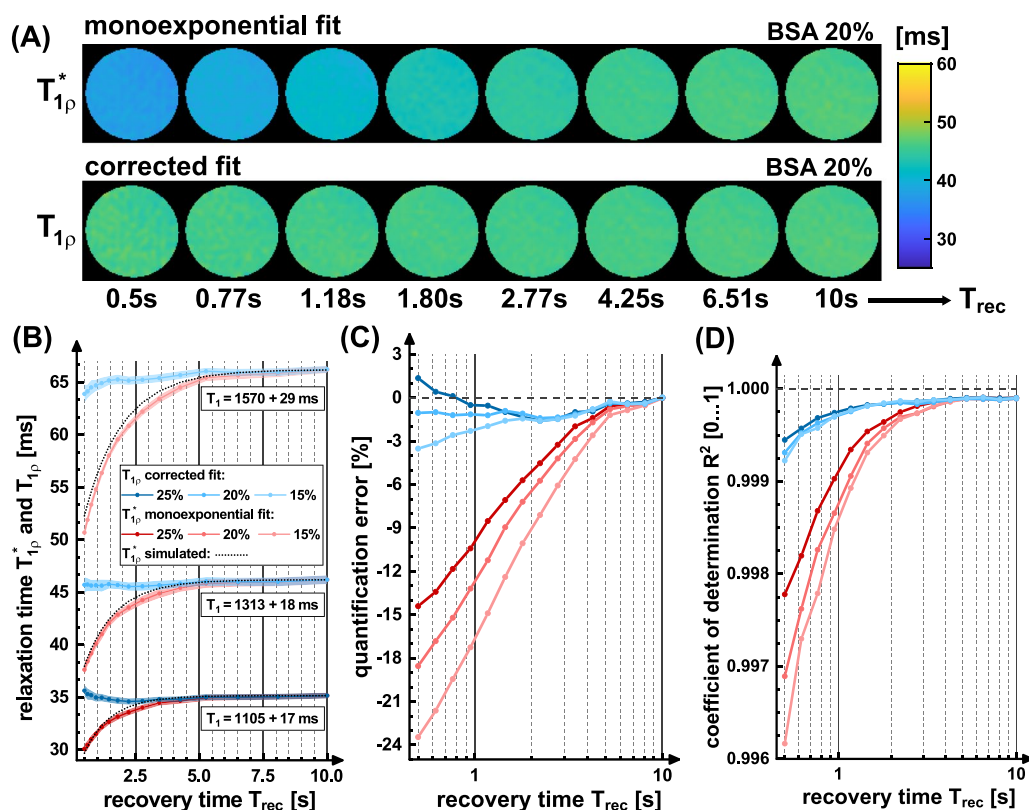 (A) monoexponential fit BSA 20% [ms]
T*1ρ
60
50
40
30
corrected fit BSA 20%
T1ρ
0.5s 0.77s 1.18s 1.80s 2.77s 4.25s 6.51s 10s Trec
(B)
relaxation time T*1ρ and T1ρ [ms]
65
60
55
50
45
40
35
30
T1 = 1570 + 29 ms
T1ρ corrected fit:
25% 20% 15%
T*1ρ monoexponential fit:
25% 20% 15%
T*1ρ simulated:
T1 = 1313 + 18 ms
T1 = 1105 + 17 ms
2.5 5.0 7.5 10.0
recovery time Trec [s]
(C)
quantification error [%]
3
0
-3
-6
-9
-12
-15
-18
-21
-24
1 10
recovery time Trec [s]
(D)
coefficient of determination R² [0...1]
1.000
0.999
0.998
0.997
0.996
1 10
recovery time Trec [s]